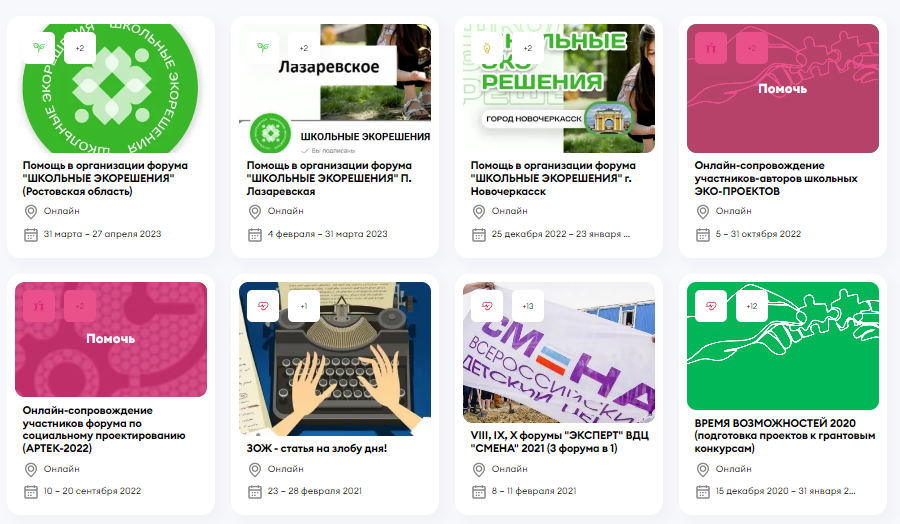 ШКОЛЬНЫЕ ЭКОРЕШЕНИЯ
ШКОЛЬНЫЕ ЭКОРЕШЕНИЯ
+2
Помощь в организации форума
"ШКОЛЬНЫЕ ЭКОРЕШЕНИЯ"
(Ростовская область)
Онлайн
31 марта – 27 апреля 2023
+2
Лазаревское
ШКОЛЬНЫЕ ЭКОРЕШЕНИЯ
Вы подписаны
Помощь в организации форума
"ШКОЛЬНЫЕ ЭКОРЕШЕНИЯ" П.
Лазаревская
Онлайн
4 февраля – 31 марта 2023
+2
РЕШЕНИЯ
ГОРОД НОВОЧЕРКАССК
Помощь в организации форума
"ШКОЛЬНЫЕ ЭКОРЕШЕНИЯ" г.
Новочеркасск
Онлайн
25 декабря 2022 – 23 января ...
+2
Помочь
Онлайн-сопровождение
участников-авторов школьных
ЭКО-ПРОЕКТОВ
Онлайн
5 – 31 октября 2022
+2
Помочь
Онлайн-сопровождение
участников форума по
социальному проектированию
(АРТЕК-2022)
Онлайн
10 – 20 сентября 2022
+1
ЗОЖ - статья на злобу дня!
Онлайн
23 – 28 февраля 2021
+13
СМЕНА
ВСЕРОССИЙСКИЙ
ДЕТСКИЙ ЦЕН
VIII, IX, X форумы "ЭКСПЕРТ" ВДЦ
"СМЕНА" 2021 (3 форума в 1)
Онлайн
8 – 11 февраля 2021
+12
ВРЕМЯ ВОЗМОЖНОСТЕЙ 2020
(подготовка проектов к грантовым
конкурсам)
Онлайн
15 декабря 2020 – 31 января 2...